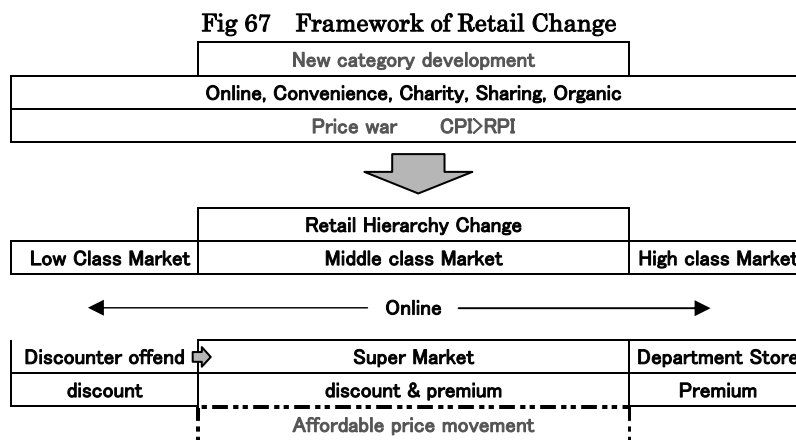 Fig 67 Framework of Retail Change
New category development
Online, Convenience, Charity, Sharing, Organic
Price war CPI>RPI
Retail Hierarchy Change
Low Class Market Middle class Market High class Market
Online
Discounter offend Super Market Department Store
discount discount & premium Premium
Affordable price movement